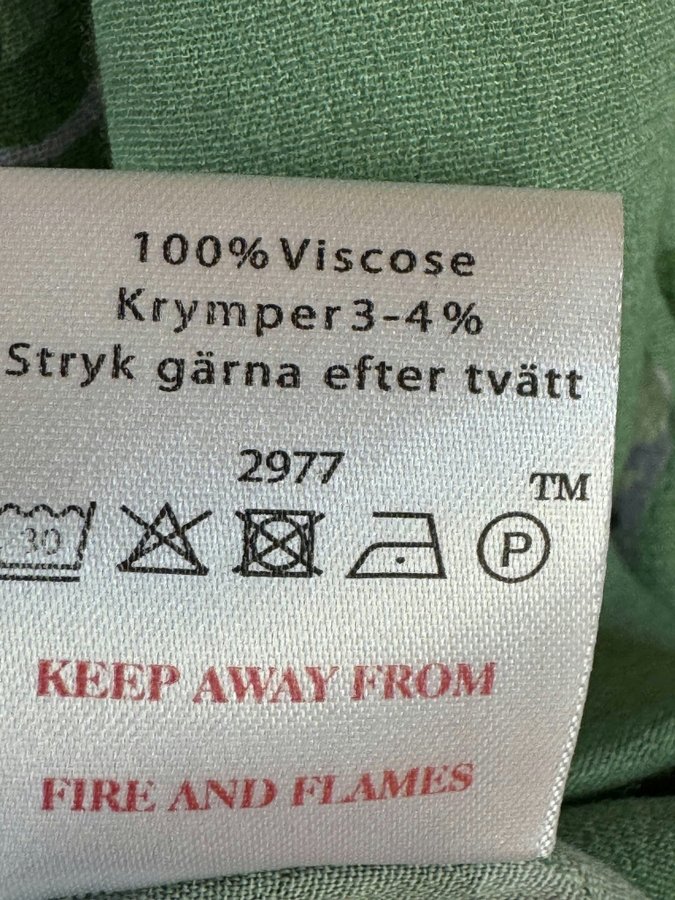 100% Viscose
Krymper 3-4%
Stryk gärna efter tvätt
2977
TM
30 P
KEEP AWAY FROM
FIRE AND FLAMES